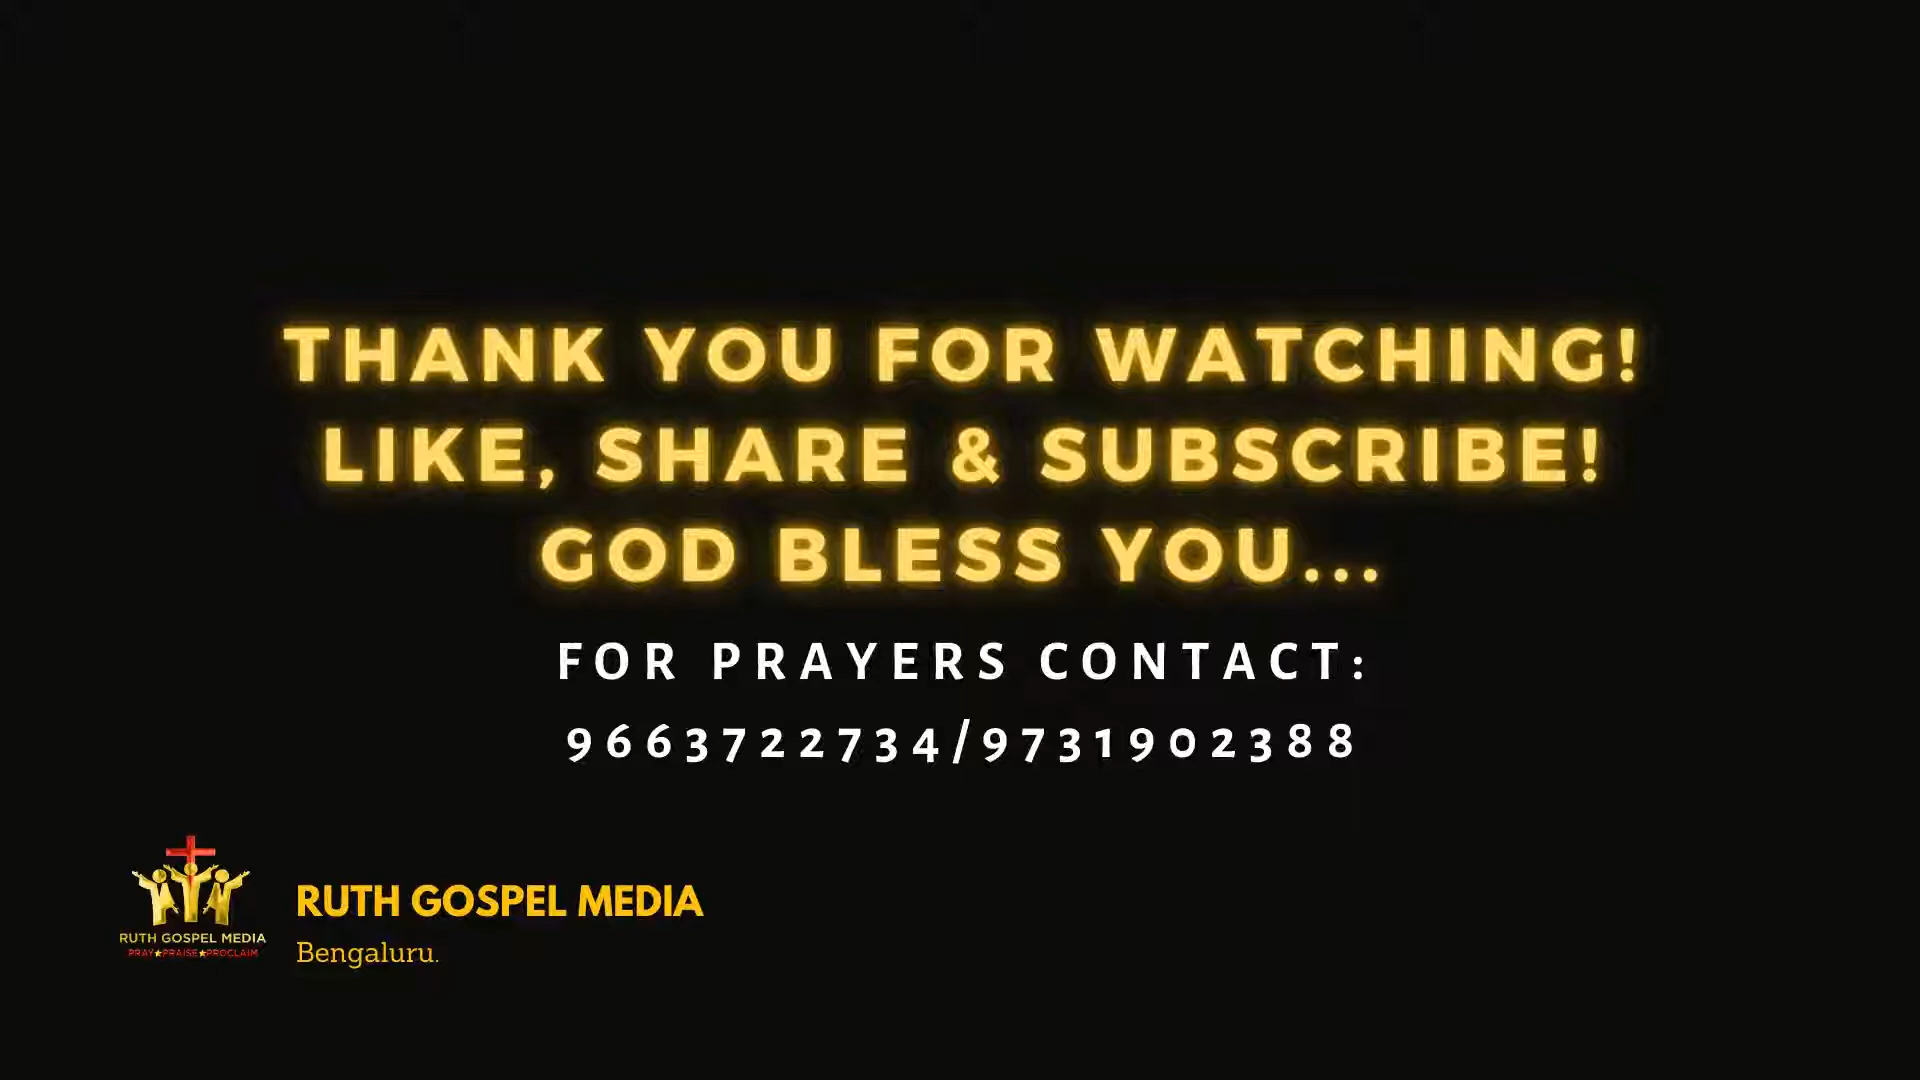 THANK YOU FOR WATCHING!
LIKE, SHARE & SUBSCRIBE!
GOD BLESS YOU...
FOR PRAYERS CONTACT:
9663722734/9731902388
RUTH GOSPEL MEDIA
PRAY★PRAISE★PROCLAIM
RUTH GOSPEL MEDIA
Bengaluru.